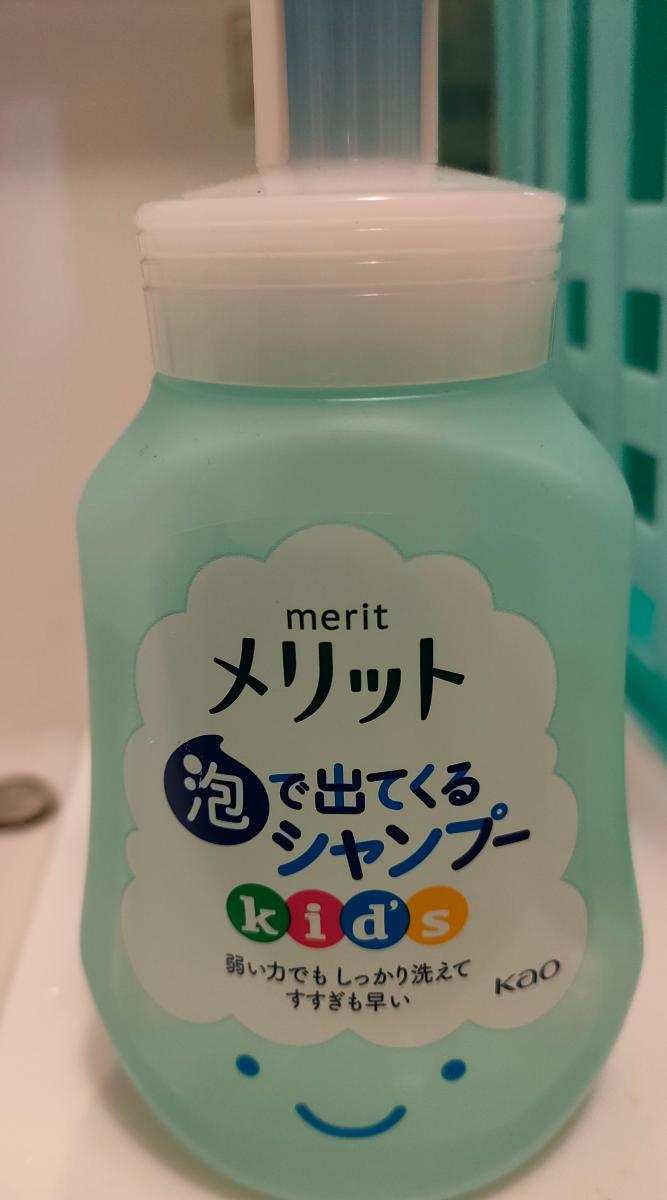 merit
メリット
泡で出てくる
シャンプー
kid's
弱い力でも しっかり洗えて
すすぎも早い
Kao